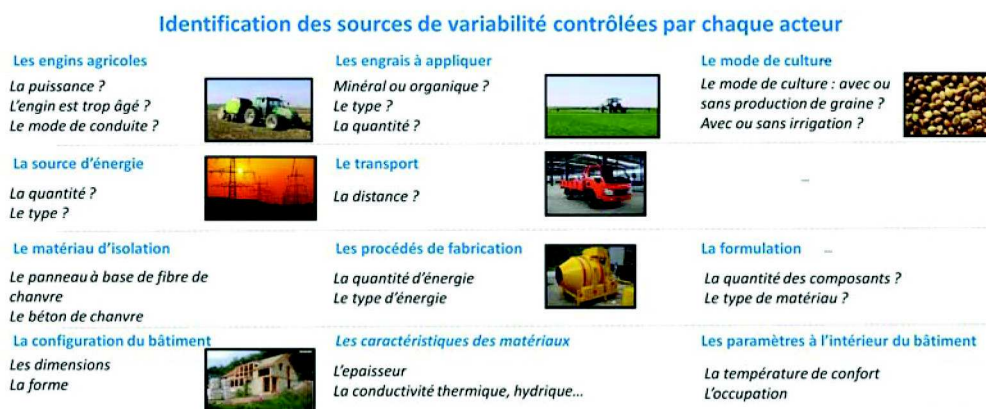 Identification des sources de variabilité contrôlées par chaque acteur
Les engins agricoles
La puissance ?
L'engin est trop âgé ?
Le mode de conduite ?
Les engrais à appliquer
Minéral ou organique ?
Le type ?
La quantité ?
Le mode de culture
Le mode de culture : avec ou
sans production de graine ?
Avec ou sans irrigation ?
La source d'énergie
La quantité ?
Le type ?
Le transport
La distance ?
Le matériau d'isolation
Le panneau à base de fibre de
chanvre
Le béton de chanvre
Les procédés de fabrication
La quantité d'énergie
Le type d'énergie
La formulation
La quantité des composants ?
Le type de matériau ?
La configuration du bâtiment
Les dimensions
La forme
Les caractéristiques des matériaux
L'epaisseur
La conductivité thermique, hydrique...
Les paramètres à l'intérieur du bâtiment
La température de confort
L'occupation